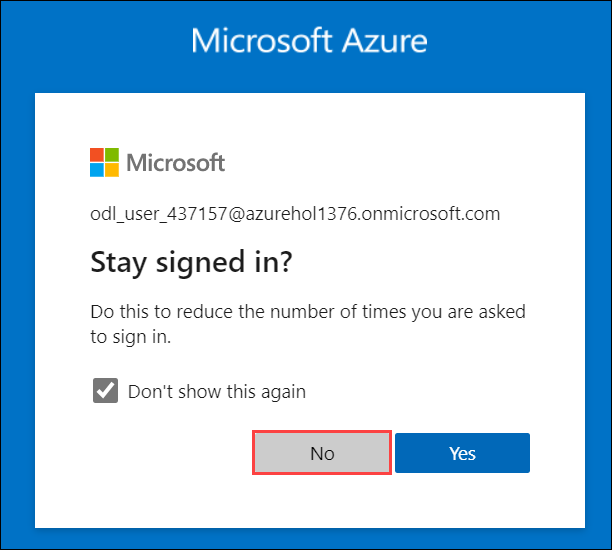 Microsoft Azure
Microsoft
odl_user_437157@azurehol1376.onmicrosoft.com
Stay signed in?
Do this to reduce the number of times you are asked
to sign in.
Don't show this again
No
Yes